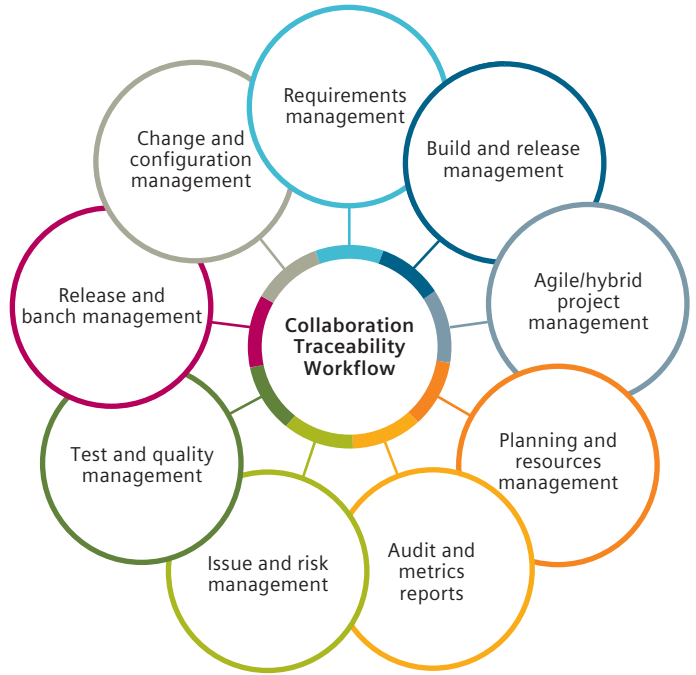 Requirements
management
Build and release
management
Agile/hybrid
project
management
Planning and
resources
management
Audit and
metrics
reports
Issue and risk
management
Test and quality
management
Release and
banch management
Change and
configuration
management
Collaboration
Traceability
Workflow